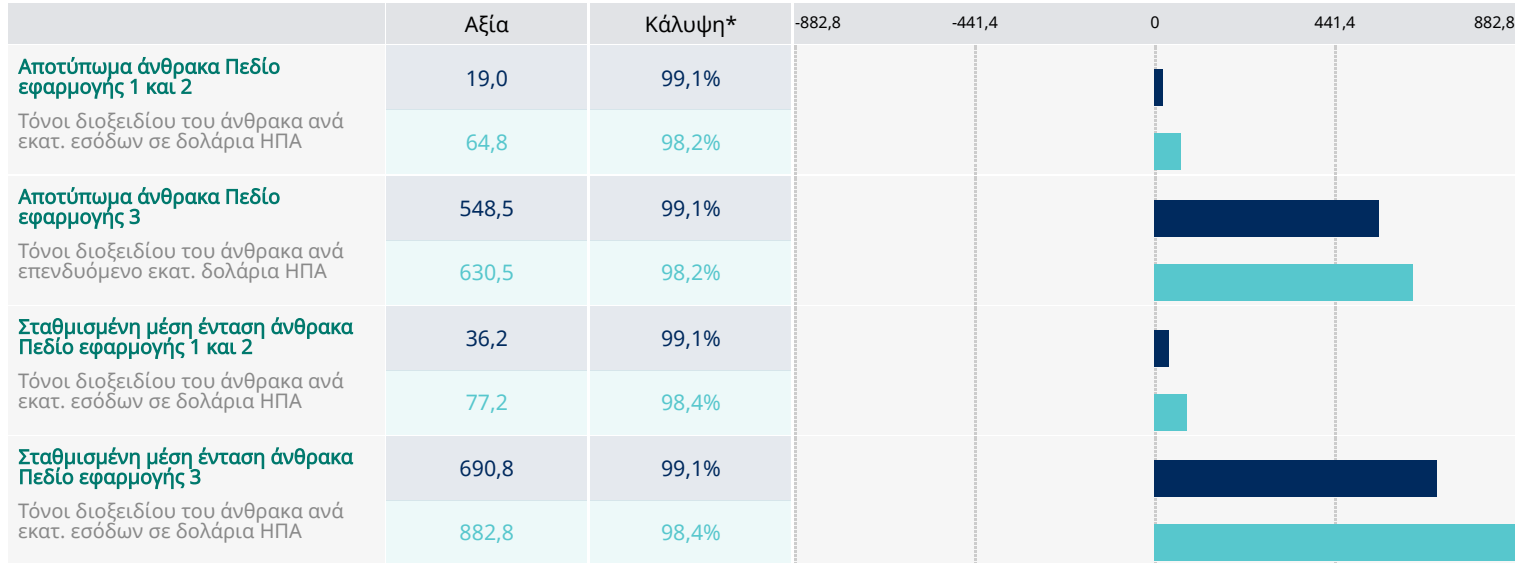 Αξία Κάλυψη* -882,8 -441,4 0 441,4 882,8
Αποτύπωμα άνθρακα Πεδίο
εφαρμογής 1 και 2
Τόνοι διοξειδίου του άνθρακα ανά
εκατ. εσόδων σε δολάρια ΗΠΑ
19,0 99,1%
64,8 98,2%
Αποτύπωμα άνθρακα Πεδίο
εφαρμογής 3
Τόνοι διοξειδίου του άνθρακα ανά
επενδυόμενο εκατ. δολάρια ΗΠΑ
548,5 99,1%
630,5 98,2%
Σταθμισμένη μέση ένταση άνθρακα
Πεδίο εφαρμογής 1 και 2
Τόνοι διοξειδίου του άνθρακα ανά
εκατ. εσόδων σε δολάρια ΗΠΑ
36,2 99,1%
77,2 98,4%
Σταθμισμένη μέση ένταση άνθρακα
Πεδίο εφαρμογής 3
Τόνοι διοξειδίου του άνθρακα ανά
εκατ. εσόδων σε δολάρια ΗΠΑ
690,8 99,1%
882,8 98,4%